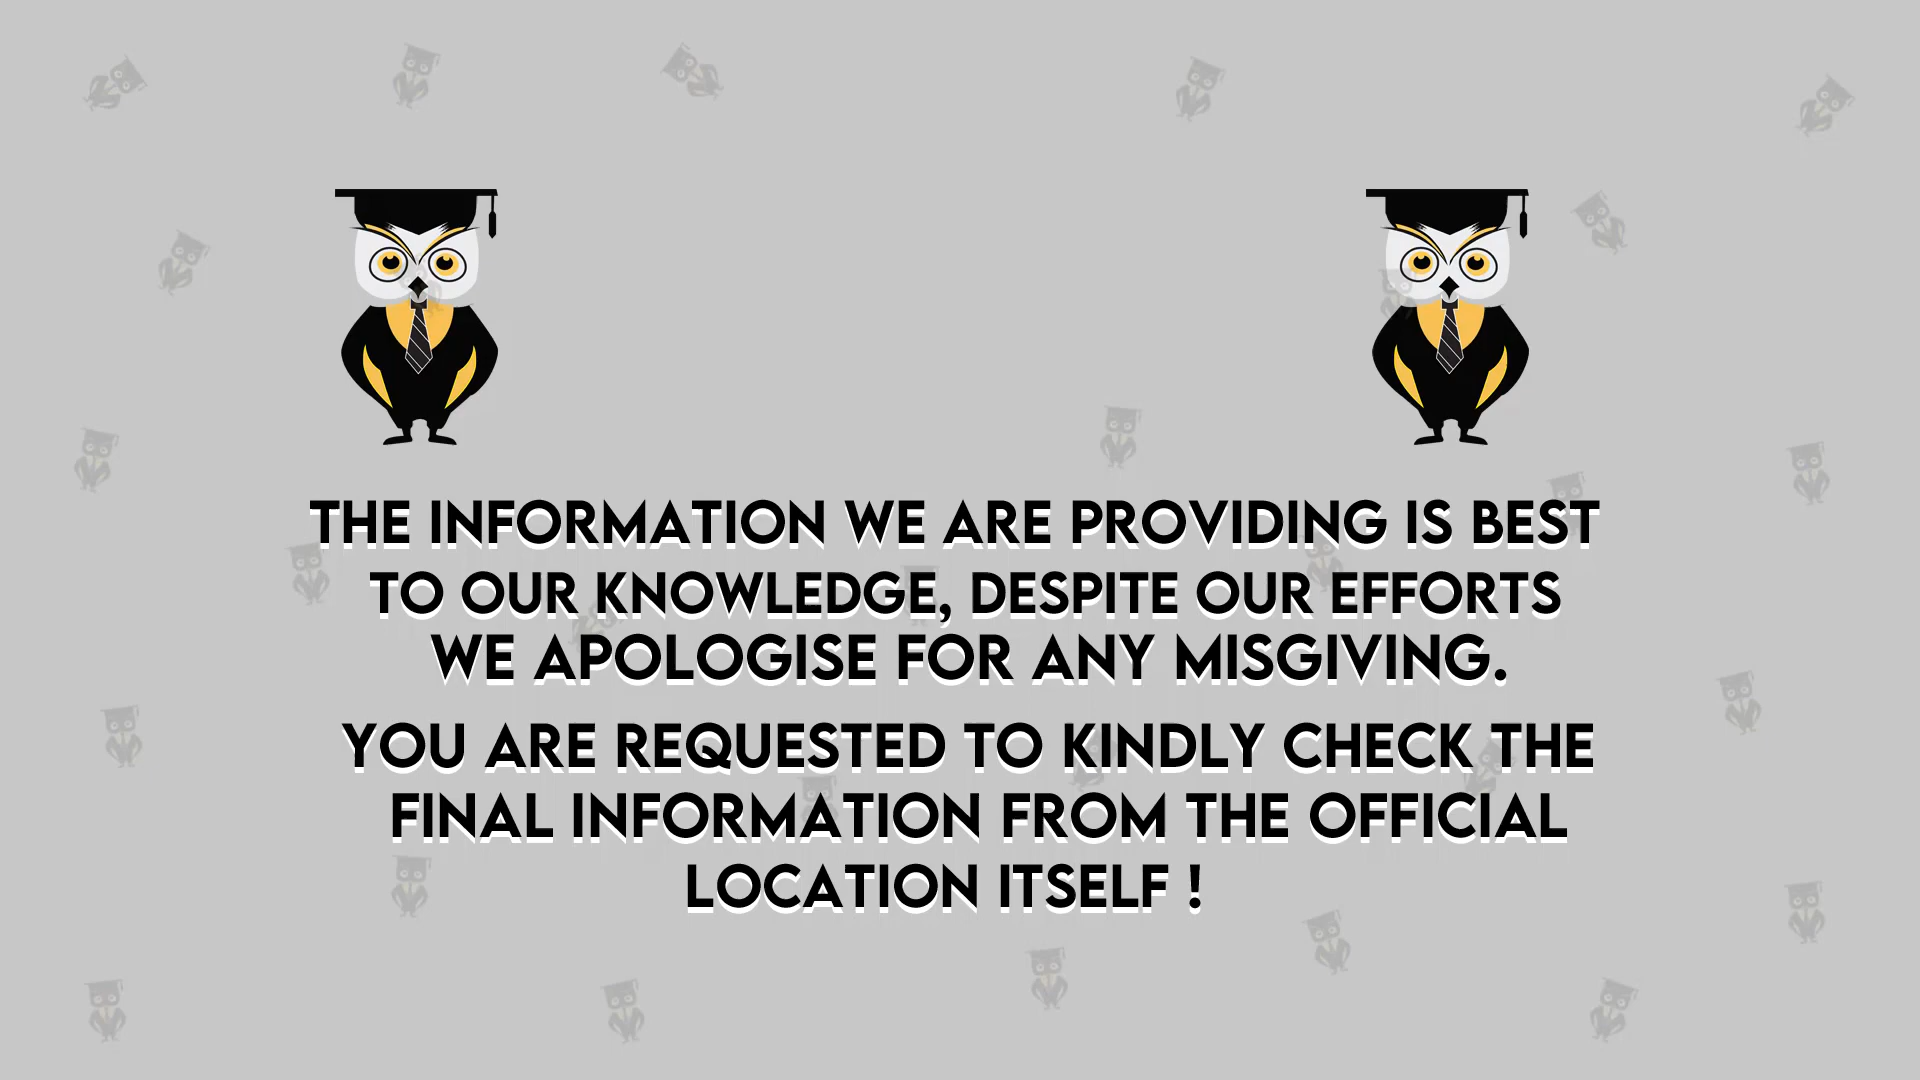 THE INFORMATION WE ARE PROVIDING IS BEST
TO OUR KNOWLEDGE, DESPITE OUR EFFORTS
WE APOLOGISE FOR ANY MISGIVING.
YOU ARE REQUESTED TO KINDLY CHECK THE
FINAL INFORMATION FROM THE OFFICIAL
LOCATION ITSELF !